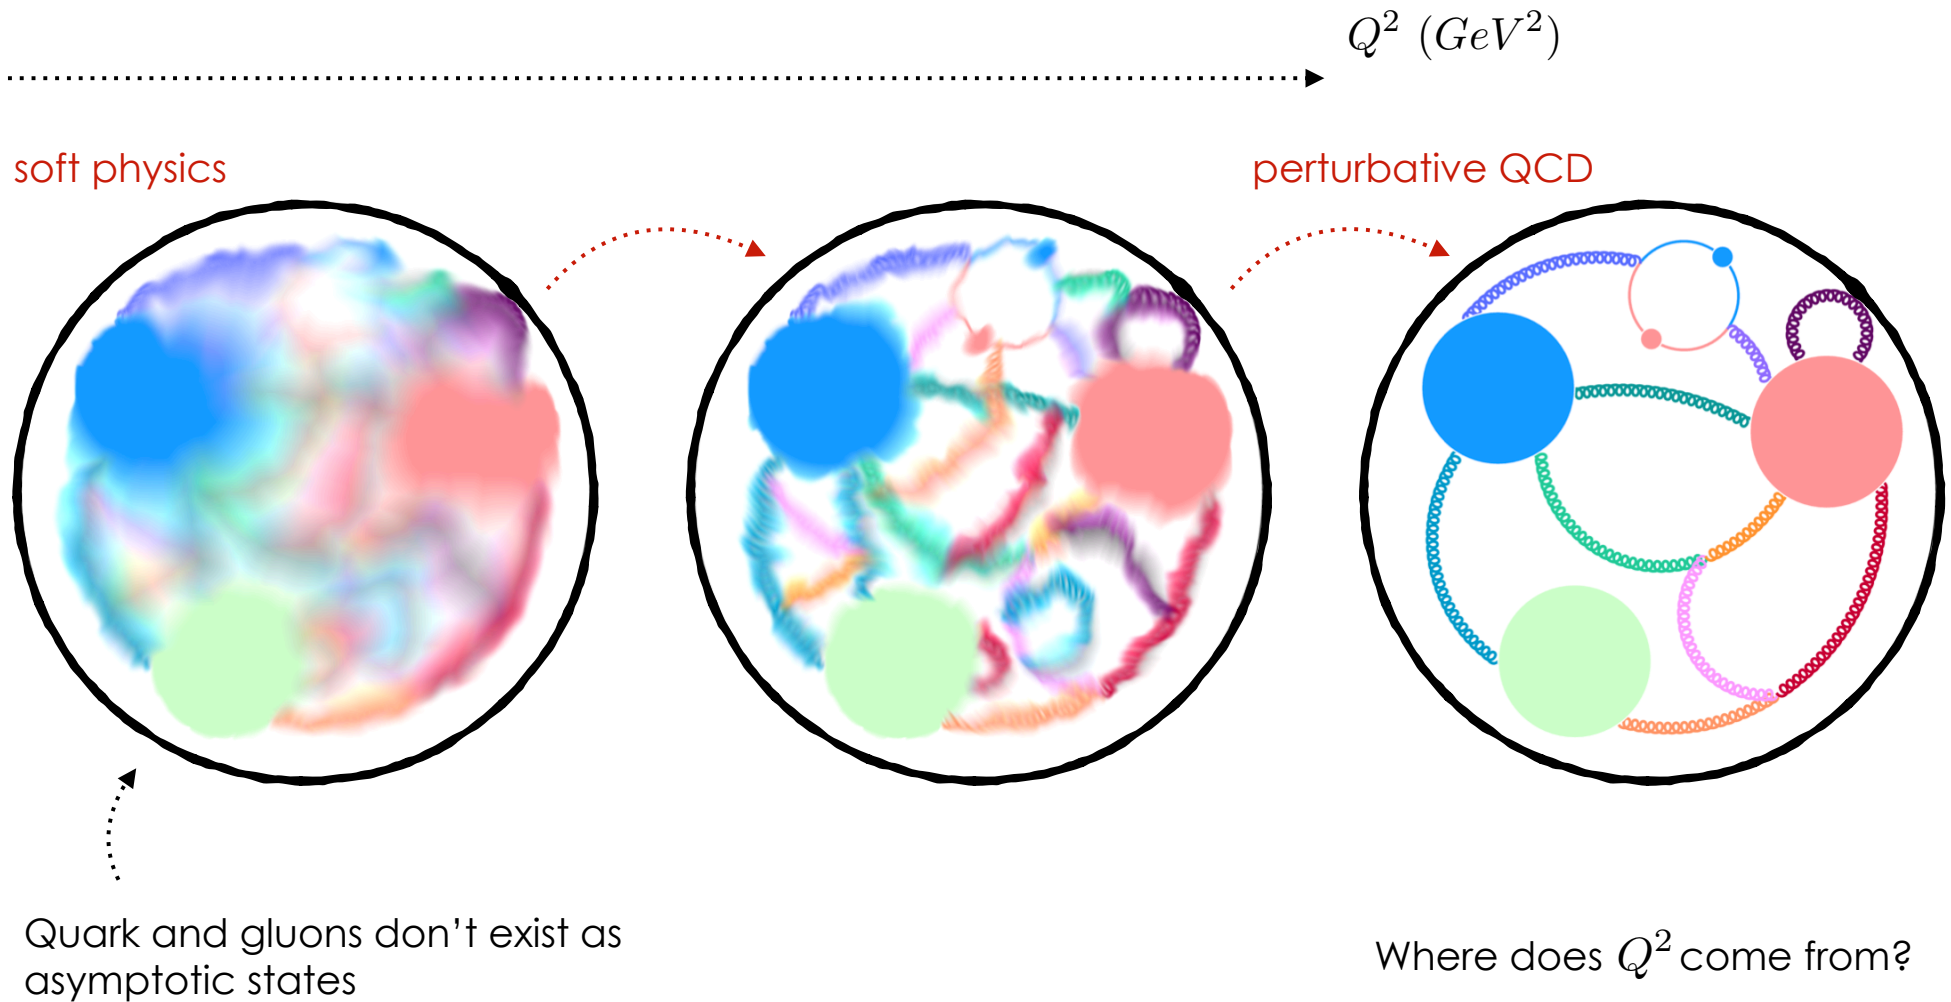 Q² (GeV²)
soft physics
perturbative QCD
Quark and gluons don’t exist as
asymptotic states
Where does Q² come from?